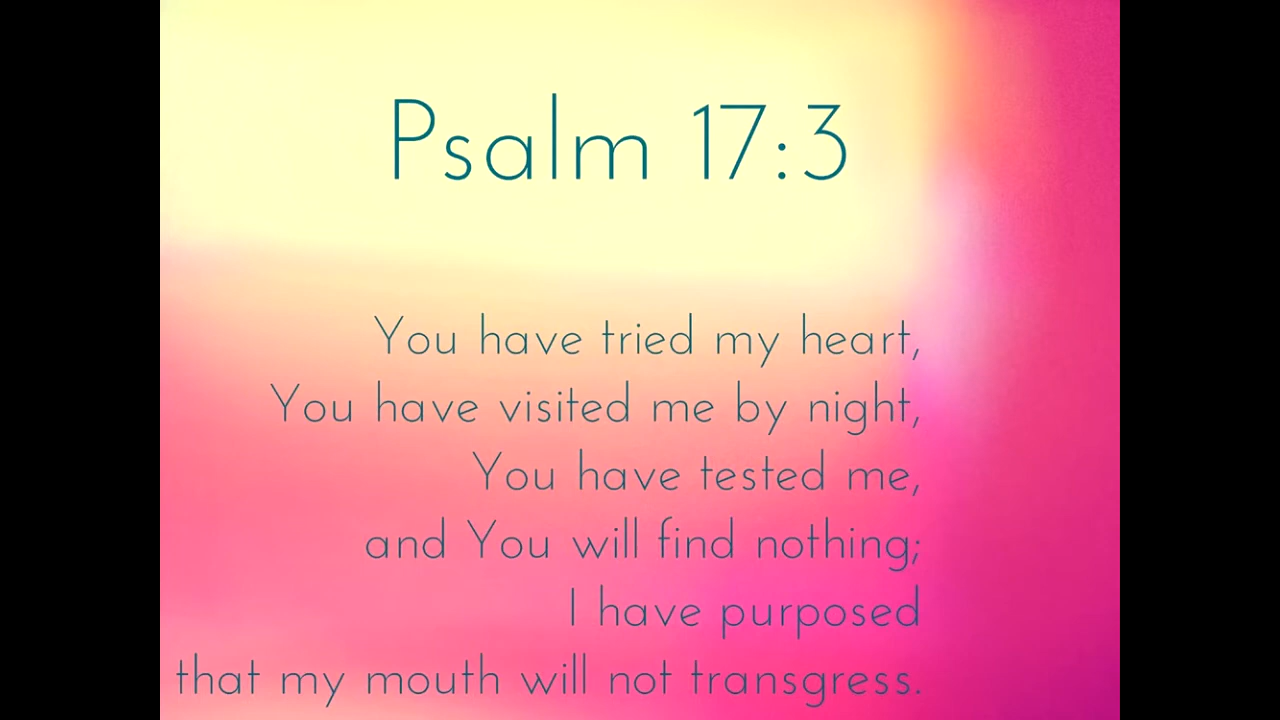 Psalm 17:3
You have tried my heart,
You have visited me by night,
You have tested me,
and You will find nothing;
I have purposed
that my mouth will not transgress.